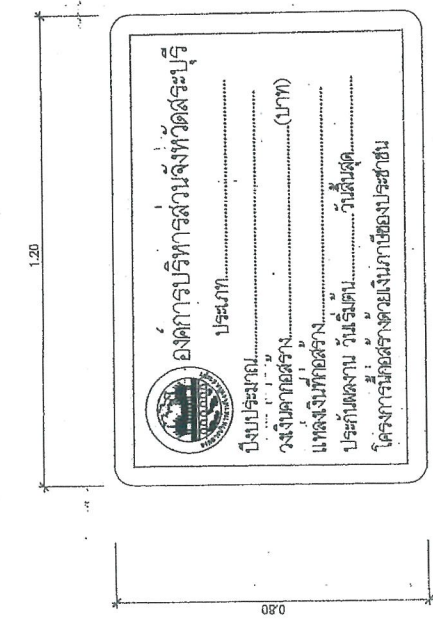 1.20
0.80
องค์การบริหารส่วนจังหวัดสระบุรี
ประเภท..............................
ปีงบประมาณ..............................
วงเงินค่าก่อสร้าง..............................(บาท)
แหล่งเงินที่ก่อสร้าง..............................
ประกันผลงาน วันเริ่มต้น..............วันสิ้นสุด..............
โครงการนี้ก่อสร้างด้วยเงินภาษีของประชาชน